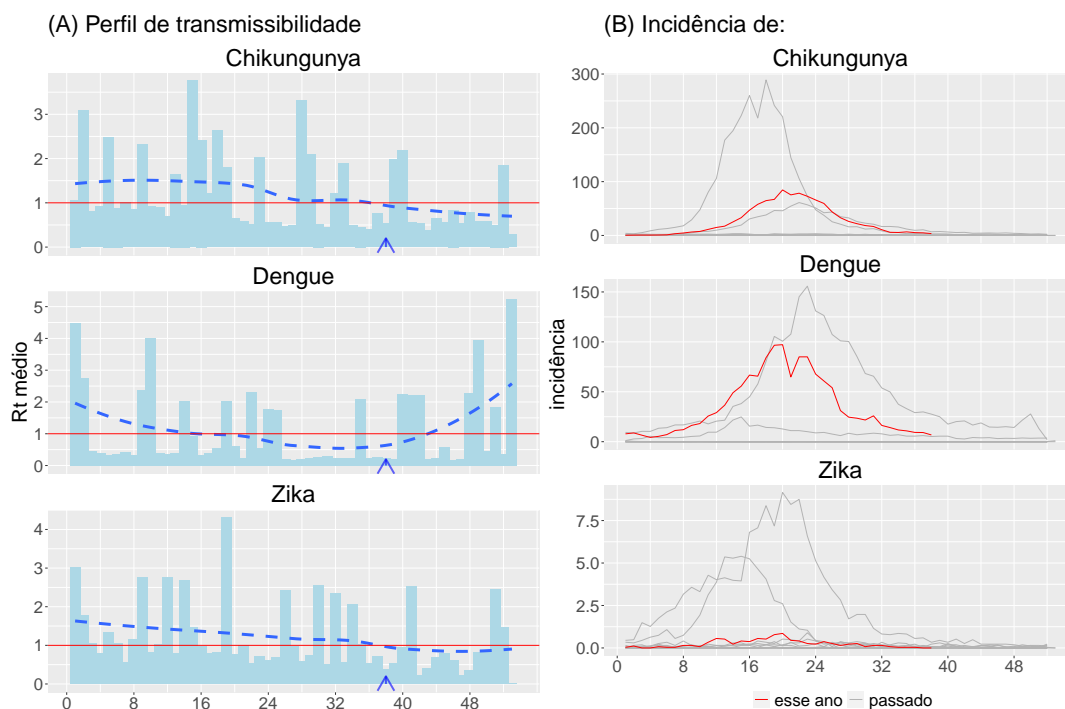 (A) Perfil de transmissibilidade
Chikungunya
3
2
1
0
Dengue
5
4
3
2
1
0
Zika
4
3
2
1
0
0 8 16 24 32 40 48
Rt médio
(B) Incidência de:
Chikungunya
300
200
100
0
Dengue
150
100
50
0
Zika
7.5
5.0
2.5
0.0
0 8 16 24 32 40 48
incidência
esse ano passado